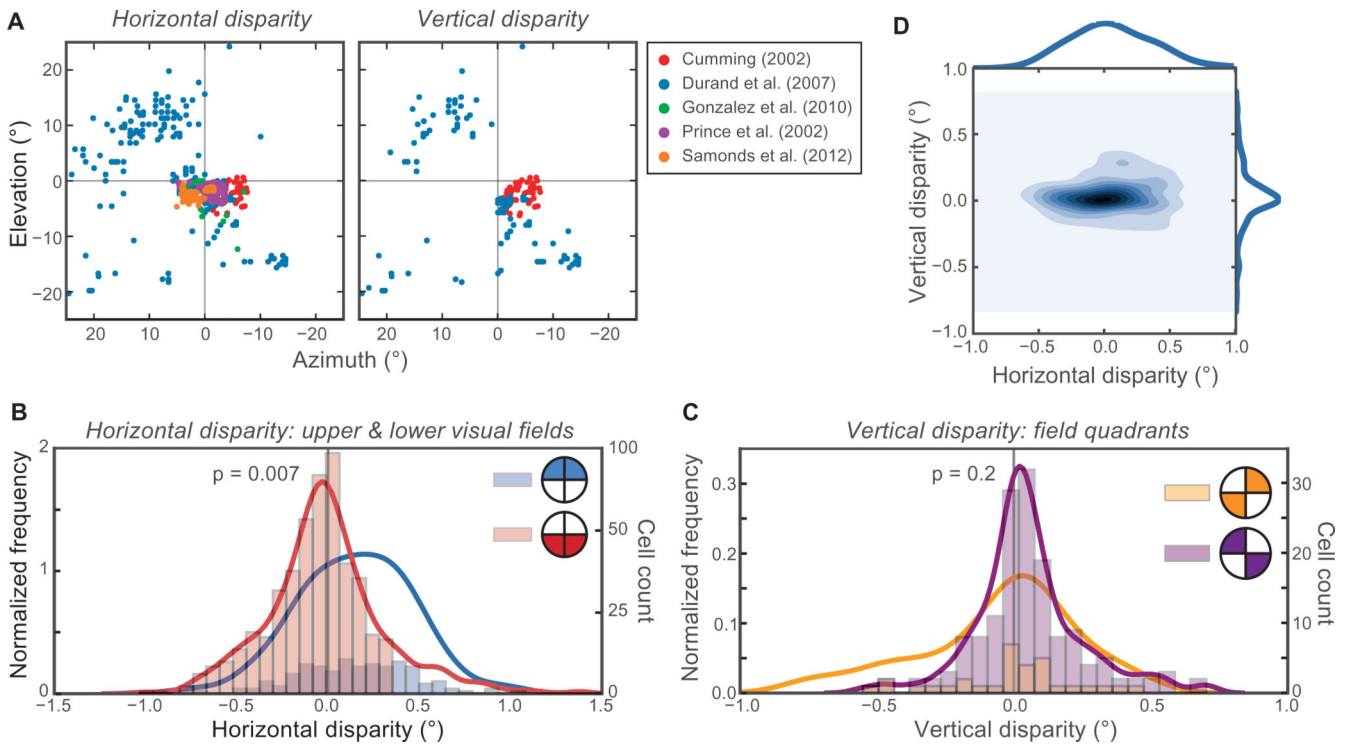 A
Horizontal disparity
Vertical disparity
Elevation (°)
20
10
0
−10
−20
20
10
0
−10
−20
20
10
0
−10
−20
Azimuth (°)
Cumming (2002)
Durand et al. (2007)
Gonzalez et al. (2010)
Prince et al. (2002)
Samonds et al. (2012)
D
Vertical disparity (°)
1.0
0.5
0.0
−0.5
−1.0
−1.0
−0.5
0.0
0.5
1.0
Horizontal disparity (°)
B
Horizontal disparity: upper & lower visual fields
p = 0.007
Normalized frequency
2
1
0
Cell count
100
50
25
0
−1.5
−1.0
−0.5
0.0
0.5
1.0
1.5
Horizontal disparity (°)
C
Vertical disparity: field quadrants
p = 0.2
Normalized frequency
0.3
0.15
0.0
Cell count
30
20
10
0
−1.0
−0.5
0.0
0.5
1.0
Vertical disparity (°)